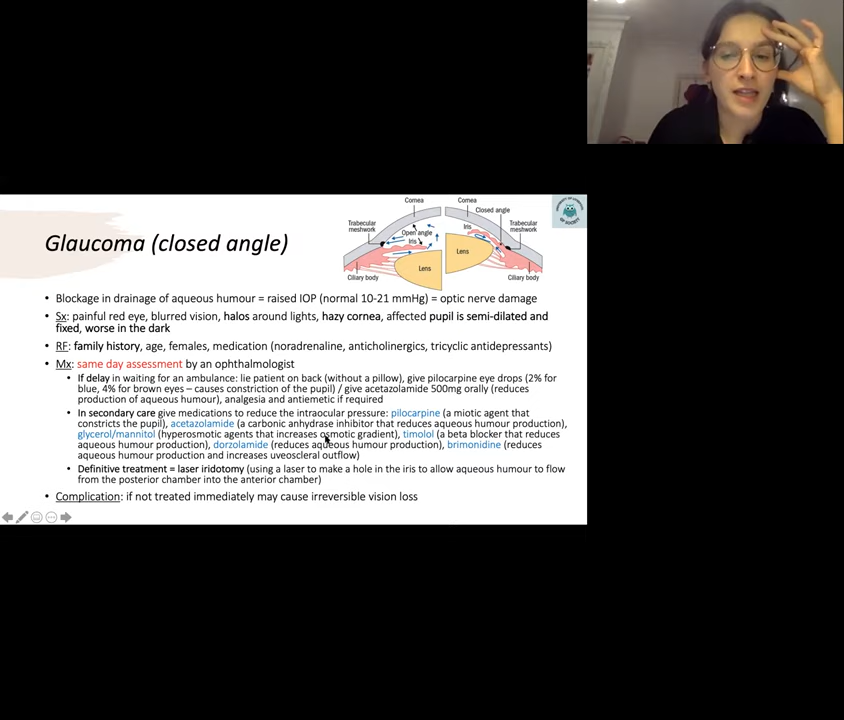 Glaucoma (closed angle)
Cornea
Cornea
Closed angle
Trabecular
meshwork
Open angle
Iris
Iris
Trabecular
meshwork
Lens
Lens
Ciliary body
Ciliary body
• Blockage in drainage of aqueous humour = raised IOP (normal 10-21 mmHg) = optic nerve damage
• Sx: painful red eye, blurred vision, halos around lights, hazy cornea, affected pupil is semi-dilated and
fixed, worse in the dark
• RF: family history, age, females, medication (noradrenaline, anticholinergics, tricyclic antidepressants)
• Mx: same day assessment by an ophthalmologist
• If delay in waiting for an ambulance: lie patient on back (without a pillow), give pilocarpine eye drops (2% for
blue, 4% for brown eyes – causes constriction of the pupil) / give acetazolamide 500mg orally (reduces
production of aqueous humour), analgesia and antiemetic if required
• In secondary care give medications to reduce the intraocular pressure: pilocarpine (a miotic agent that
constricts the pupil), acetazolamide (a carbonic anhydrase inhibitor that reduces aqueous humour production),
glycerol/mannitol (hyperosmotic agents that increases osmotic gradient), timolol (a beta blocker that reduces
aqueous humour production), dorzolamide (reduces aqueous humour production), brimonidine (reduces
aqueous humour production and increases uveoscleral outflow)
• Definitive treatment = laser iridotomy (using a laser to make a hole in the iris to allow aqueous humour to flow
from the posterior chamber into the anterior chamber)
• Complication: if not treated immediately may cause irreversible vision loss